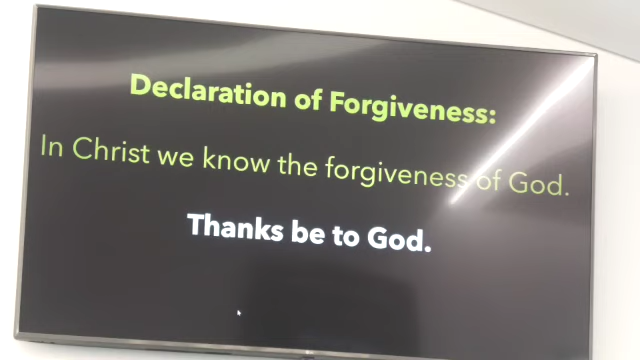 Declaration of Forgiveness:
In Christ we know the forgiveness of God.
Thanks be to God.